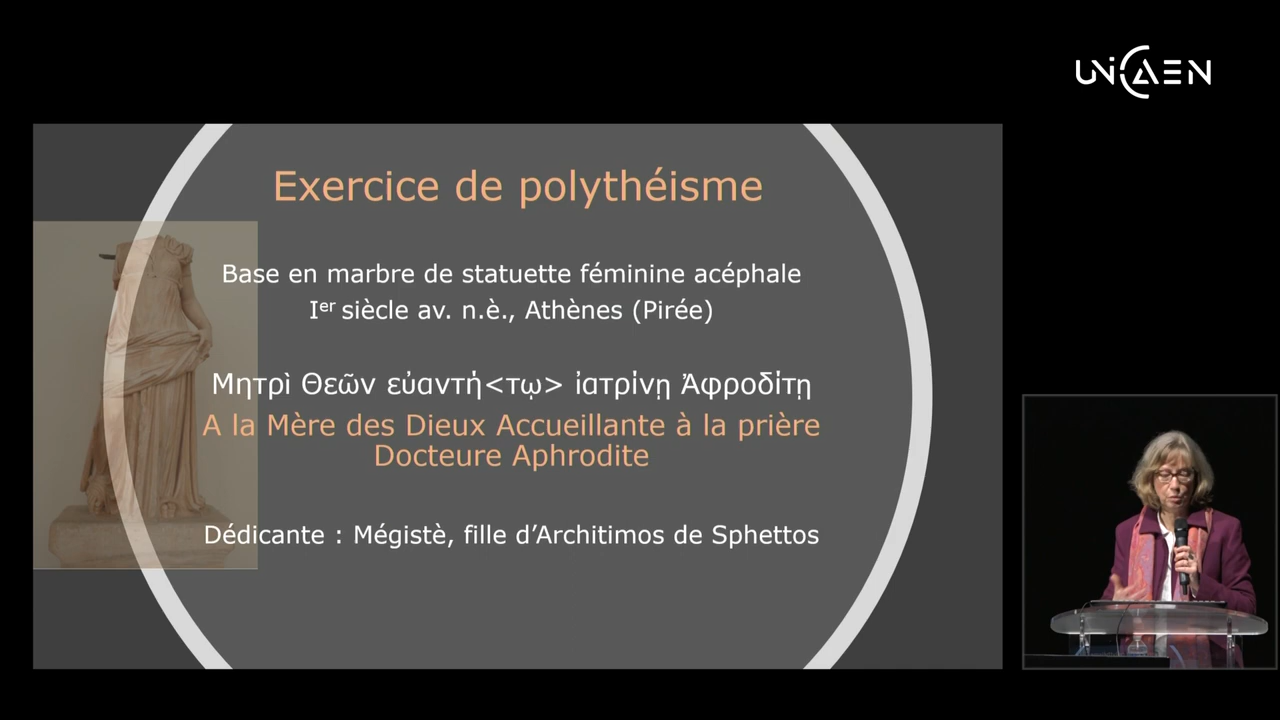 UNICAEN
Exercice de polythéisme
Base en marbre de statuette féminine acéphale
Ier siècle av. n.è., Athènes (Pirée)
Μητρὶ Θεῶν εὐαντή<τῳ> ἰατρίνῃ Ἀφροδίτῃ
A la Mère des Dieux Accueillante à la prière
Docteure Aphrodite
Dédicante : Mégistè, fille d’Architimos de Sphettos